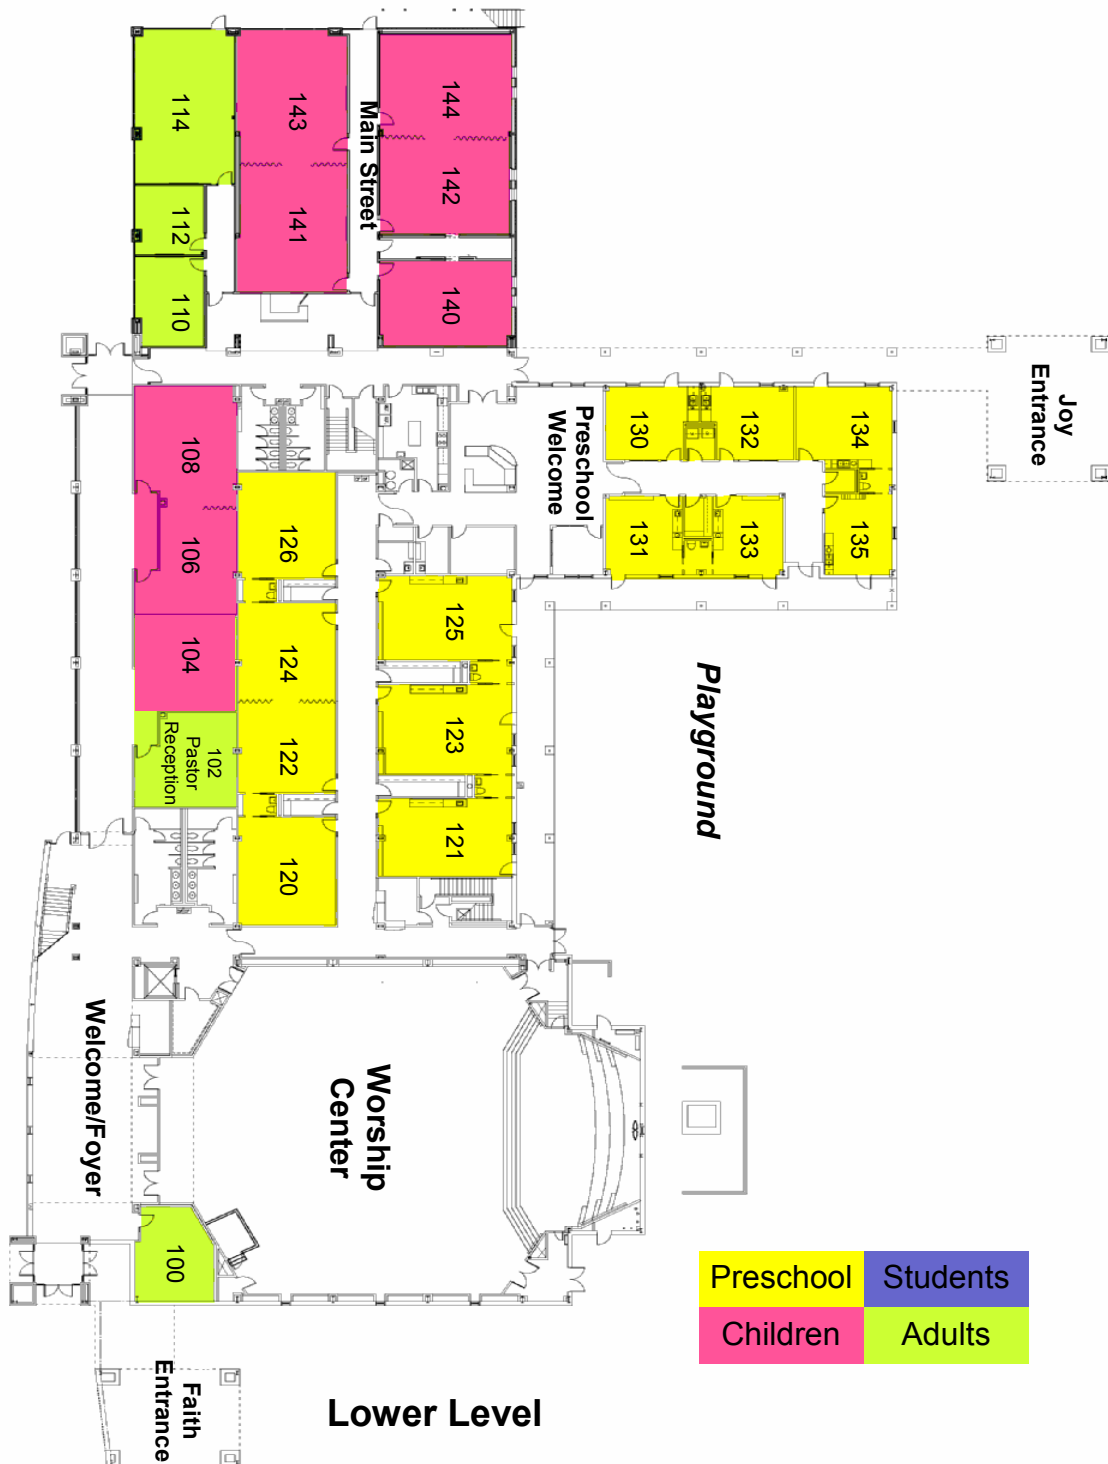 114
143
144
Main Street
142
141
112
110
140
Joy
Entrance
Preschool
Welcome
130
132
134
108
106
126
131
133
135
125
104
124
Playground
102
Pastor
Reception
122
123
121
120
Welcome/Foyer
Worship
Center
100
Preschool
Students
Children
Adults
Faith
Entrance
Lower Level